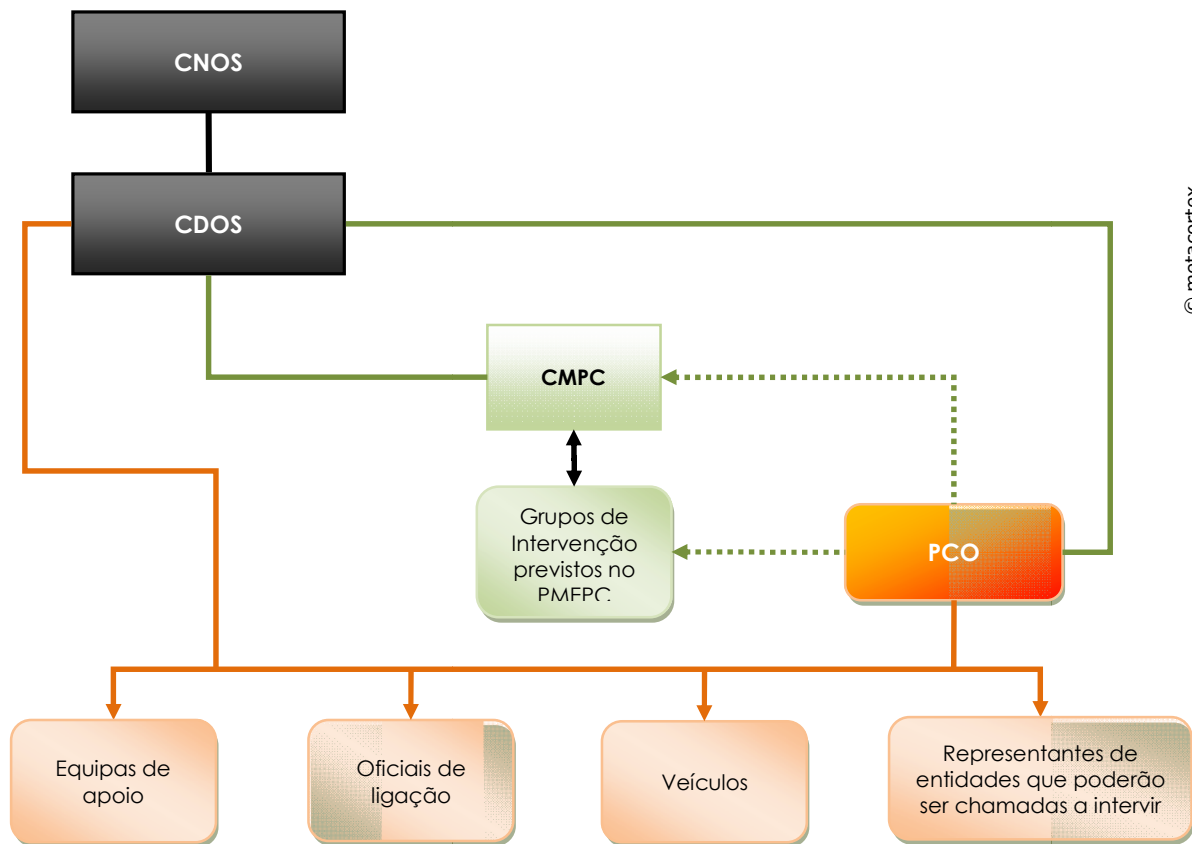 CNOS
CDOS
© metacortex
CMPC
Grupos de
Intervenção
previstos no
PMEPC
PCO
Equipas de
apoio
Oficiais de
ligação
Veículos
Representantes de
entidades que poderão
ser chamadas a intervir